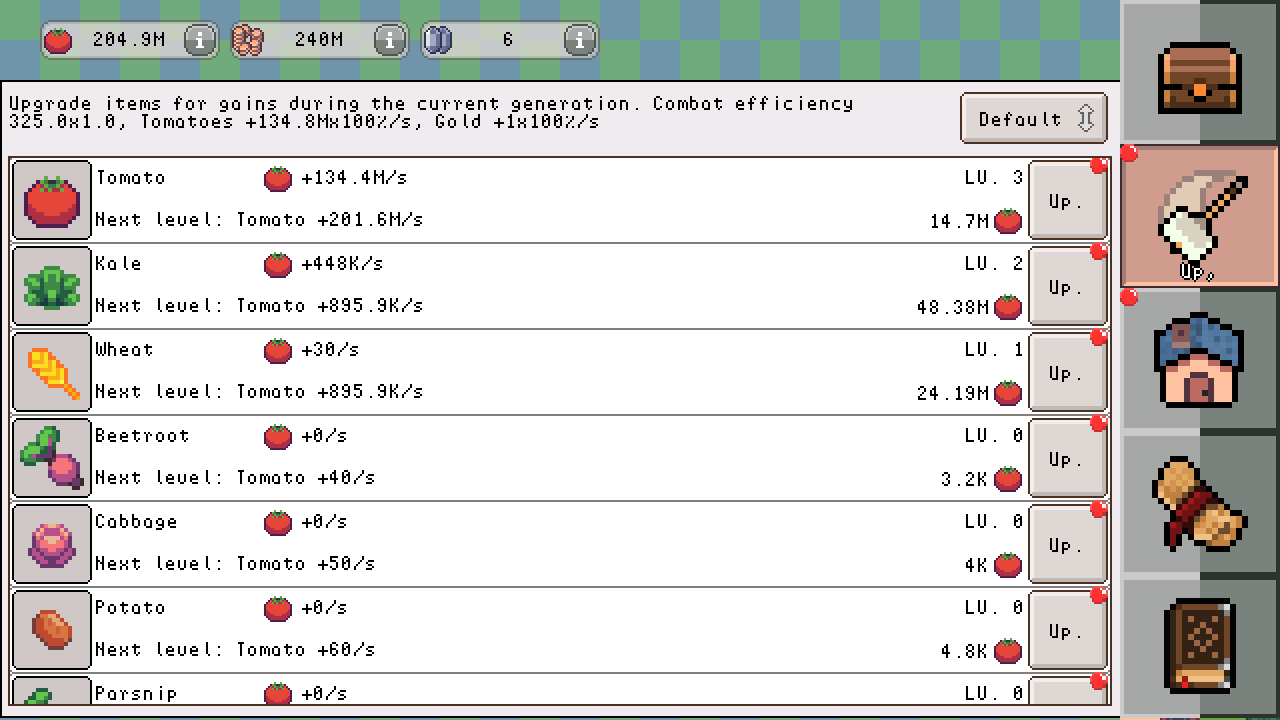 204.9M
240M
6
Upgrade items for gains during the current generation. Combat efficiency
325.0x1.0, Tomatoes +134.8Mx100%/s, Gold +1x100%/s
Default
Tomato +134.4M/s LV. 3
Next level: Tomato +201.6M/s 14.7M
Up.
Kale +448K/s LV. 2
Next level: Tomato +895.9K/s 48.38M
Up.
Wheat +30/s LV. 1
Next level: Tomato +895.9K/s 24.19M
Up.
Beetroot +0/s LV. 0
Next level: Tomato +40/s 3.2K
Up.
Cabbage +0/s LV. 0
Next level: Tomato +50/s 4K
Up.
Potato +0/s LV. 0
Next level: Tomato +60/s 4.8K
Up.
Parsnip +0/s LV. 0
Up.